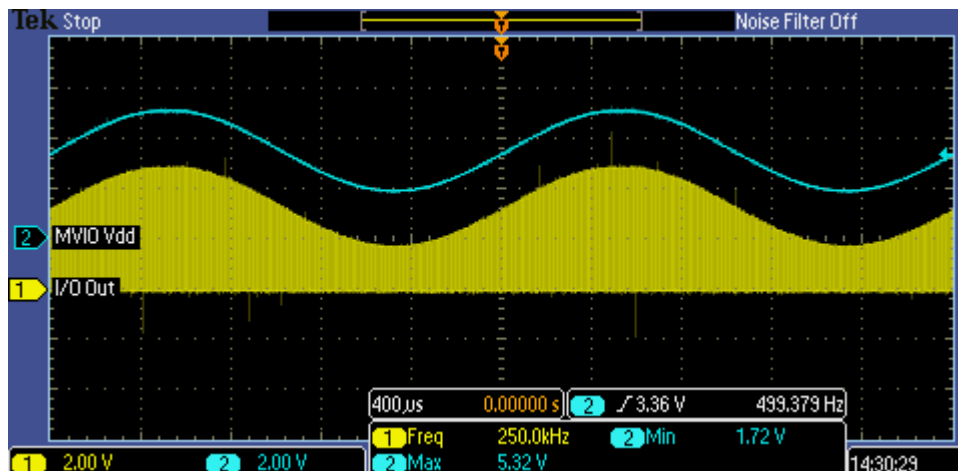 Tek Stop Noise Filter Off
T
T
2 MVIO Vdd
1 I/O Out
400µs 0.00000 s 2 / 3.36 V 499.379 Hz
1 Freq 250.0kHz 2 Min 1.72 V
2 Max 5.32 V
1 2.00 V 2 2.00 V 14:30:29